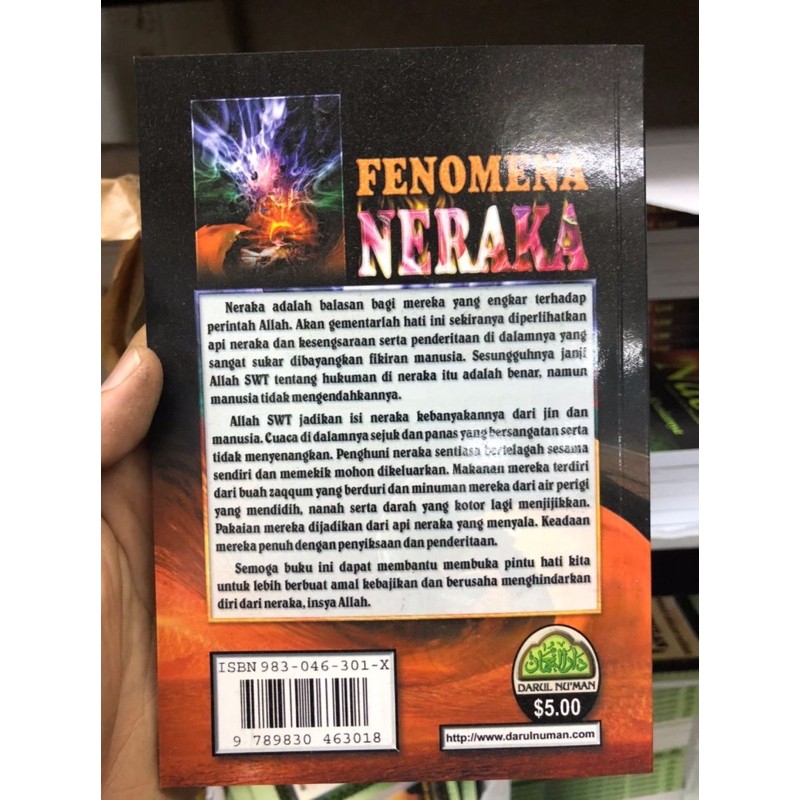 FENOMENA
NERAKA
Neraka adalah balasan bagi mereka yang engkar terhadap
perintah Allah. Akan gementarlah hati ini sekiranya diperlihatkan
api neraka dan kesengsaraan serta penderitaan di dalamnya yang
sangat sukar dibayangkan fikiran manusia. Sesungguhnya janji
Allah SWT tentang hukuman di neraka itu adalah benar, namun
manusia tidak mengendahkannya.
Allah SWT jadikan isi neraka kebanyakannya dari jin dan
manusia. Cuaca di dalamnya sejuk dan panas yang bersangatan serta
tidak menyenangkan. Penghuni neraka sentiasa bertelagah sesama
sendiri dan memekik mohon dikeluarkan. Makanan mereka terdiri
dari buah zaqqum yang berduri dan minuman mereka dari air perigi
yang mendidih, nanah serta darah yang kotor lagi menjijikkan.
Pakaian mereka dijadikan dari api neraka yang menyala. Keadaan
mereka penuh dengan penyiksaan dan penderitaan.
Semoga buku ini dapat membantu membuka pintu hati kita
untuk lebih berbuat amal kebajikan dan berusaha menghindarkan
diri dari neraka, insya Allah.
ISBN 983-046-301-X
9 789830 463018
DARUL NU'MAN
$5.00
http://www.darulnuman.com